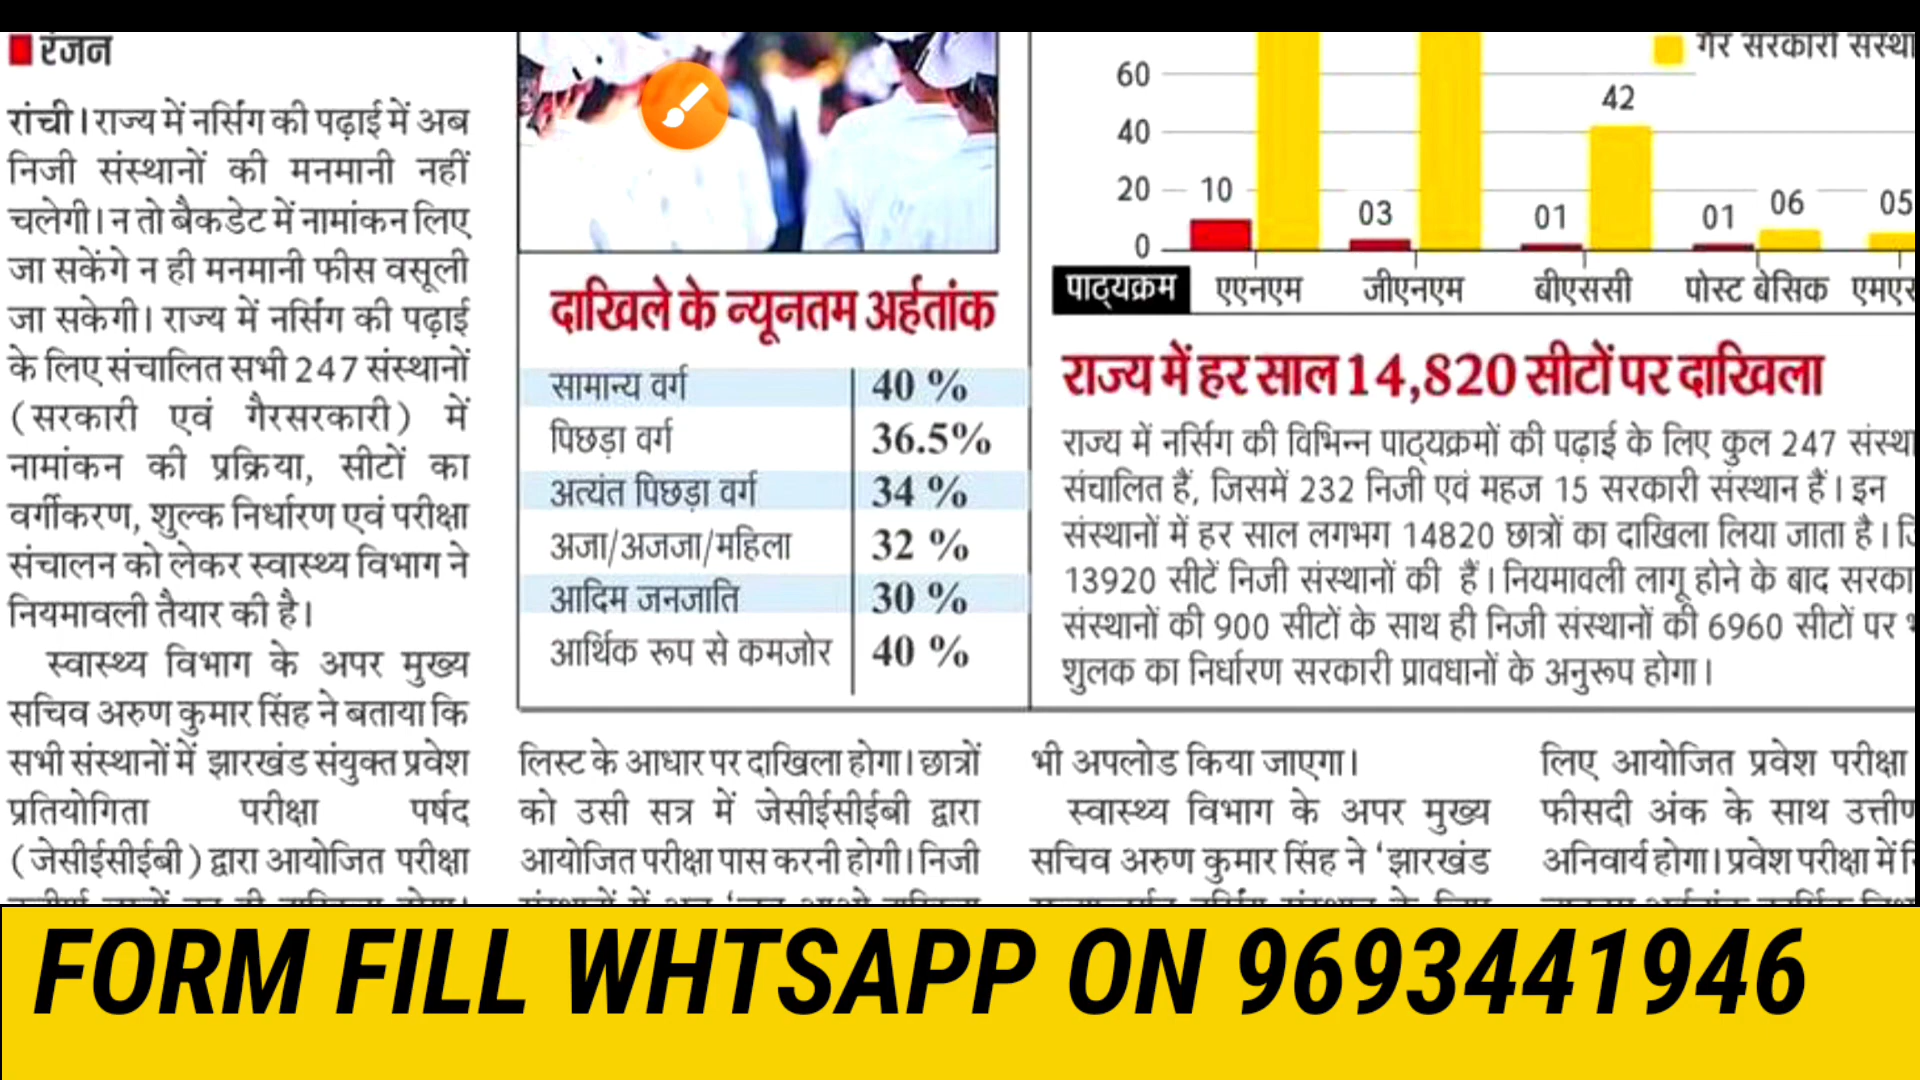 रंजन
रांची। राज्य में नर्सिंग की पढ़ाई में अब
निजी संस्थानों की मनमानी नहीं
चलेगी। न तो बैकडेट में नामांकन लिए
जा सकेंगे न ही मनमानी फीस वसूली
जा सकेगी। राज्य में नर्सिंग की पढ़ाई
के लिए संचालित सभी 247 संस्थानों
(सरकारी एवं गैरसरकारी) में
नामांकन की प्रक्रिया, सीटों का
वर्गीकरण, शुल्क निर्धारण एवं परीक्षा
संचालन को लेकर स्वास्थ्य विभाग ने
नियमावली तैयार की है।
स्वास्थ्य विभाग के अपर मुख्य
सचिव अरुण कुमार सिंह ने बताया कि
सभी संस्थानों में झारखंड संयुक्त प्रवेश
प्रतियोगिता परीक्षा पर्षद
(जेसीईसीईबी) द्वारा आयोजित परीक्षा
दाखिले के न्यूनतम अर्हतांक
सामान्य वर्ग 40 %
पिछड़ा वर्ग 36.5%
अत्यंत पिछड़ा वर्ग 34 %
अजा/अजजा/महिला 32 %
आदिम जनजाति 30 %
आर्थिक रूप से कमजोर 40 %
गैर सरकारी
60
40
20
0
10
03
01
42
01
06
05
पाठ्यक्रम एएनएम जीएनएम बीएससी पोस्ट बेसिक
राज्य में हर साल 14,820 सीटों पर दाखिला
राज्य में नर्सिंग की विभिन्न पाठ्यक्रमों की पढ़ाई के लिए कुल 247
संचालित हैं, जिसमें 232 निजी एवं महज 15 सरकारी संस्थान हैं। इन
संस्थानों में हर साल लगभग 14820 छात्रों का दाखिला लिया जाता है।
13920 सीटें निजी संस्थानों की हैं। नियमावली लागू होने के बाद
संस्थानों की 900 सीटों के साथ ही निजी संस्थानों की 6960 सीटों पर
शुलक का निर्धारण सरकारी प्रावधानों के अनुरूप होगा।
लिस्ट के आधार पर दाखिला होगा। छात्रों
को उसी सत्र में जेसीईसीईबी द्वारा
आयोजित परीक्षा पास करनी होगी। निजी
भी अपलोड किया जाएगा।
स्वास्थ्य विभाग के अपर मुख्य
सचिव अरुण कुमार सिंह ने ‘झारखंड
लिए आयोजित प्रवेश परीक्षा
फीसदी अंक के साथ
अनिवार्य होगा। प्रवेश परीक्षा में
FORM FILL WHTSAPP ON 9693441946